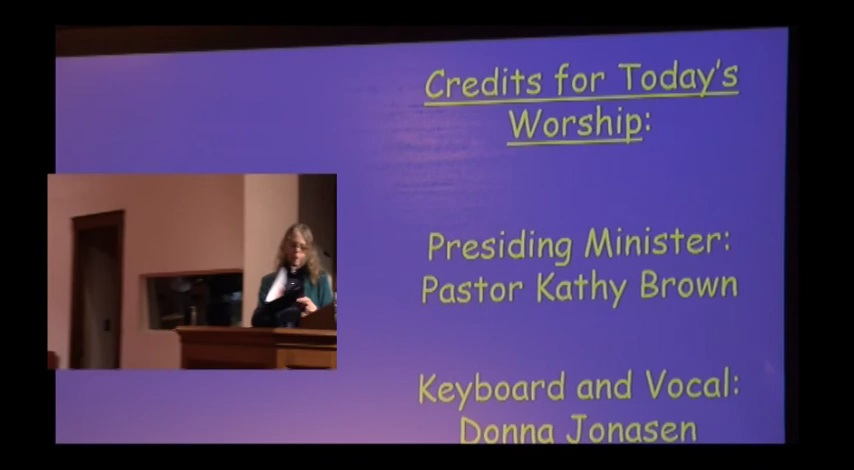 Credits for Today's
Worship:
Presiding Minister:
Pastor Kathy Brown
Keyboard and Vocal:
Donna Jonasen